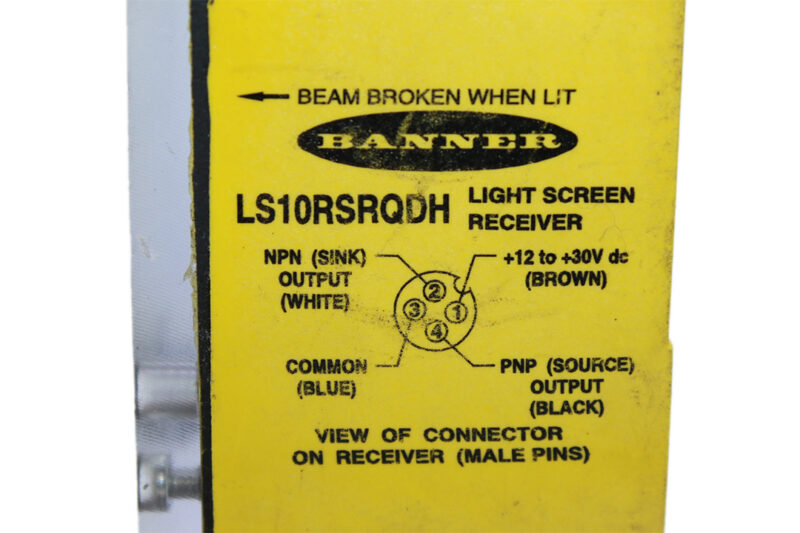 BEAM BROKEN WHEN LIT
BANNER
LS10RSRQDH
LIGHT SCREEN
RECEIVER
NPN (SINK)
OUTPUT
(WHITE)
+12 to +30V dc
(BROWN)
2
3
1
4
COMMON
(BLUE)
PNP (SOURCE)
OUTPUT
(BLACK)
VIEW OF CONNECTOR
ON RECEIVER (MALE PINS)